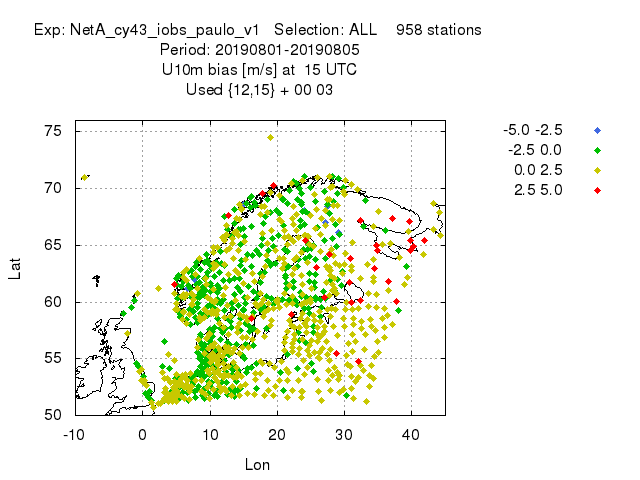 Exp: NetA_cy43_iobs_paulo_v1 Selection: ALL 958 stations
Period: 20190801-20190805
U10m bias [m/s] at 15 UTC
Used {12,15} + 00 03
-5.0 -2.5
-2.5 0.0
0.0 2.5
2.5 5.0
75
70
65
60
55
50
Lat
-10 0 10 20 30 40
Lon